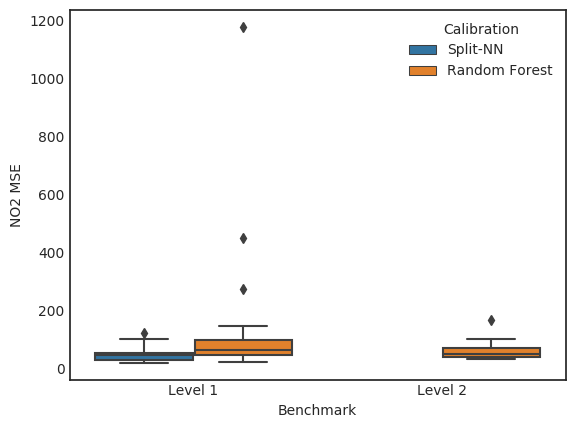 Calibration
Split-NN
Random Forest
NO2 MSE
1200
1000
800
600
400
200
0
Level 1
Level 2
Benchmark